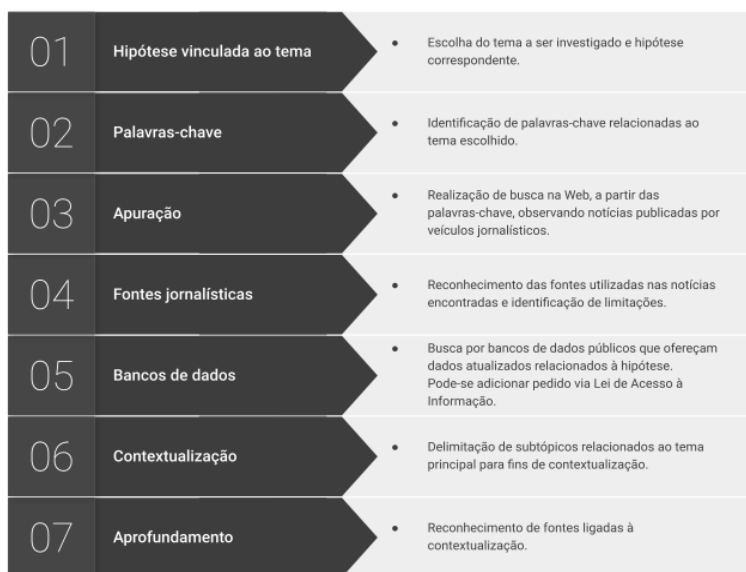 01
Hipótese vinculada ao tema
● Escolha do tema a ser investigado e hipótese
correspondente.
02
Palavras-chave
● Identificação de palavras-chave relacionadas ao
tema escolhido.
03
Apuração
● Realização de busca na Web, a partir das
palavras-chave, observando notícias publicadas por
veículos jornalísticos.
04
Fontes jornalísticas
● Reconhecimento das fontes utilizadas nas notícias
encontradas e identificação de limitações.
05
Bancos de dados
● Busca por bancos de dados públicos que ofereçam
dados atualizados relacionados à hipótese.
Pode-se adicionar pedido via Lei de Acesso à
Informação.
06
Contextualização
● Delimitação de subtópicos relacionados ao tema
principal para fins de contextualização.
07
Aprofundamento
● Reconhecimento de fontes ligadas à
contextualização.